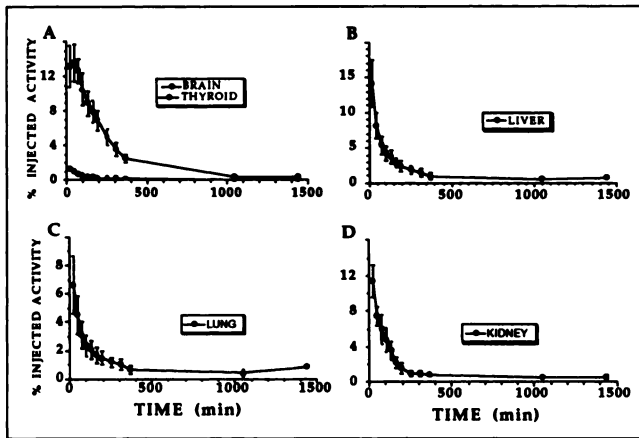 A
% INJECTED ACTIVITY
12
8
4
0
BRAIN
THYROID
0 500 1000 1500
B
15
10
5
0
LIVER
0 500 1000 1500
C
% INJECTED ACTIVITY
8
6
4
2
0
LUNG
0 500 1000 1500
TIME (min)
D
12
8
4
0
KIDNEY
0 500 1000 1500
TIME (min)